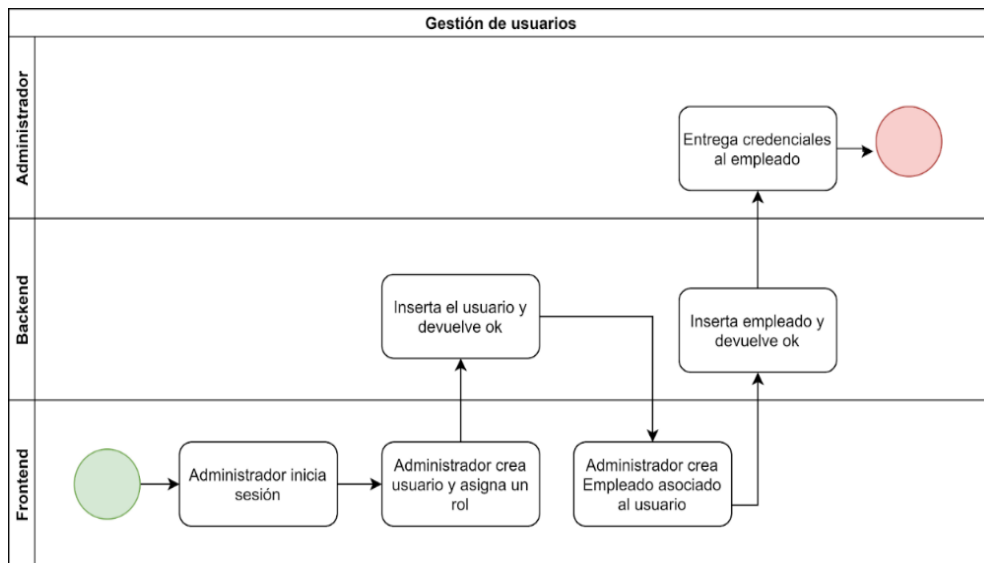 Gestión de usuarios
Administrador
Entrega credenciales
al empleado
Backend
Inserta el usuario y
devuelve ok
Inserta empleado y
devuelve ok
Frontend
Administrador inicia
sesión
Administrador crea
usuario y asigna un
rol
Administrador crea
Empleado asociado
al usuario